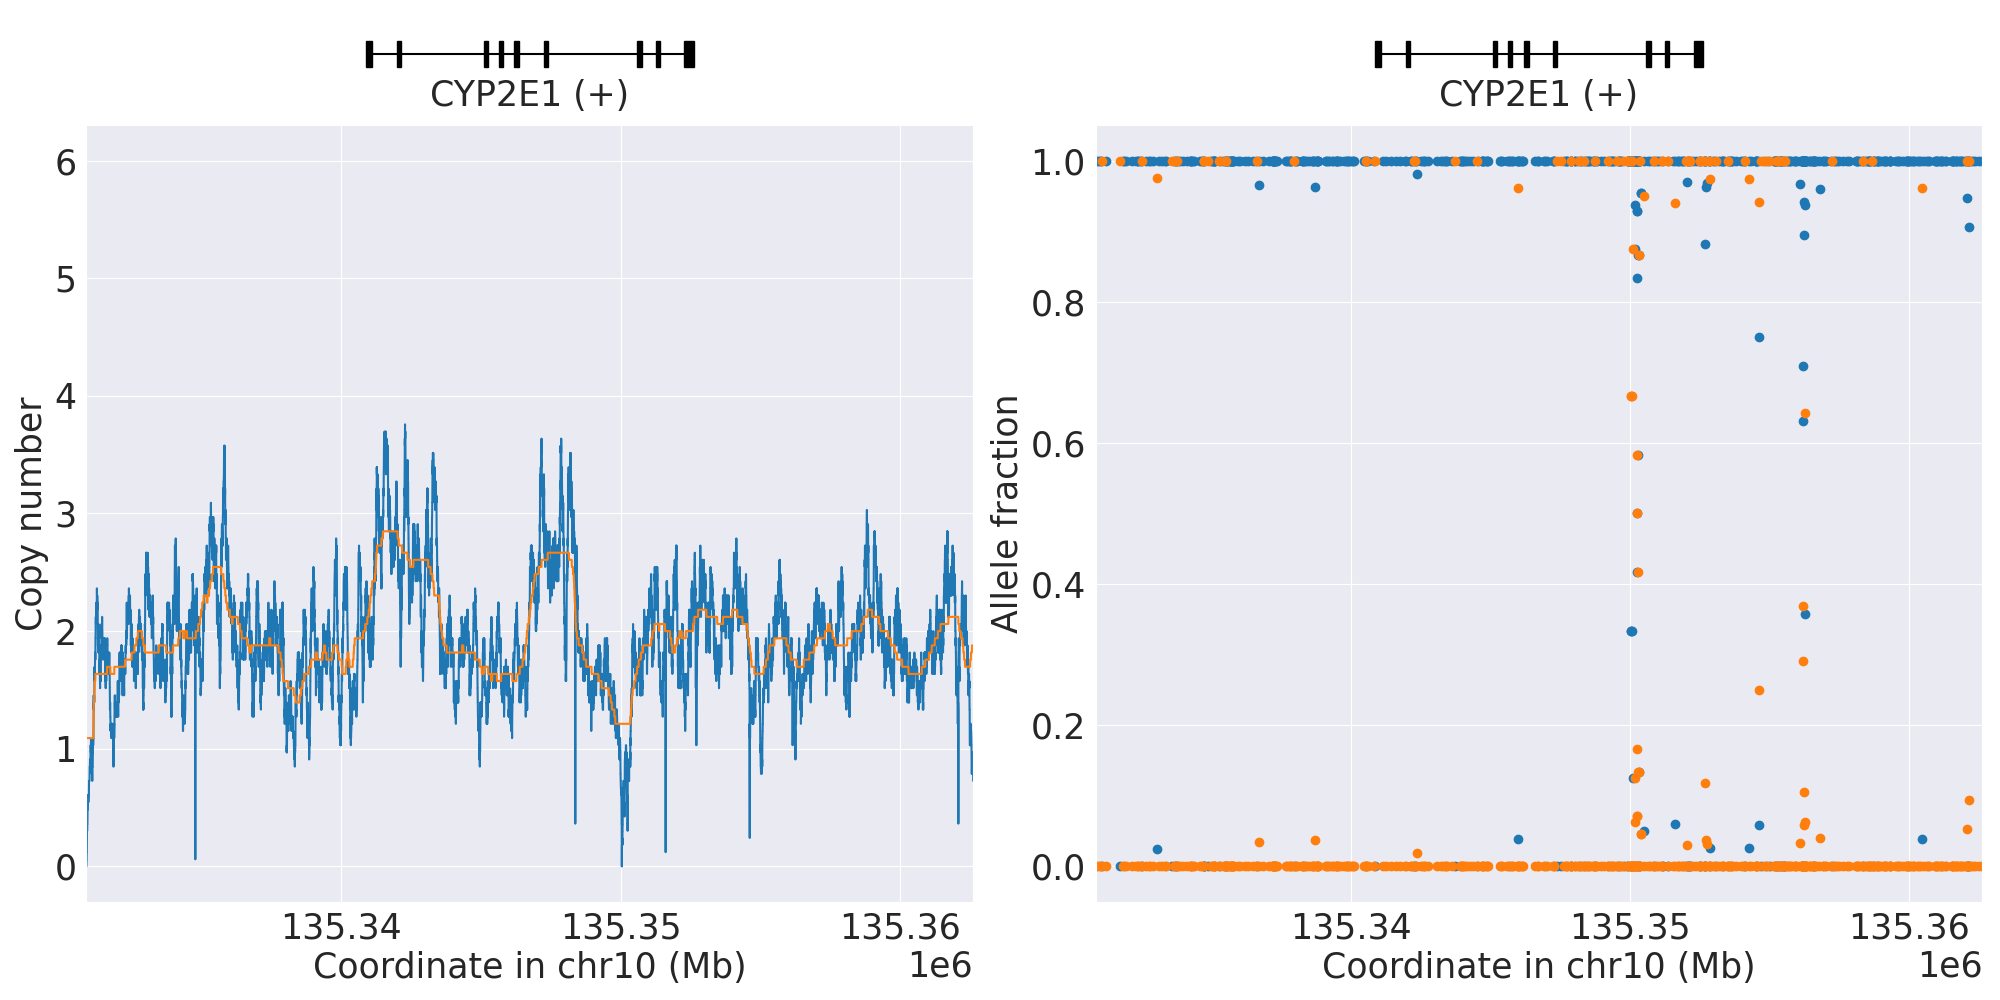 CYP2E1 (+)
6
5
4
3
2
1
0
Copy number
135.34
135.35
135.36
Coordinate in chr10 (Mb)
1e6
CYP2E1 (+)
1.0
0.8
0.6
0.4
0.2
0.0
Allele fraction
135.34
135.35
135.36
Coordinate in chr10 (Mb)
1e6